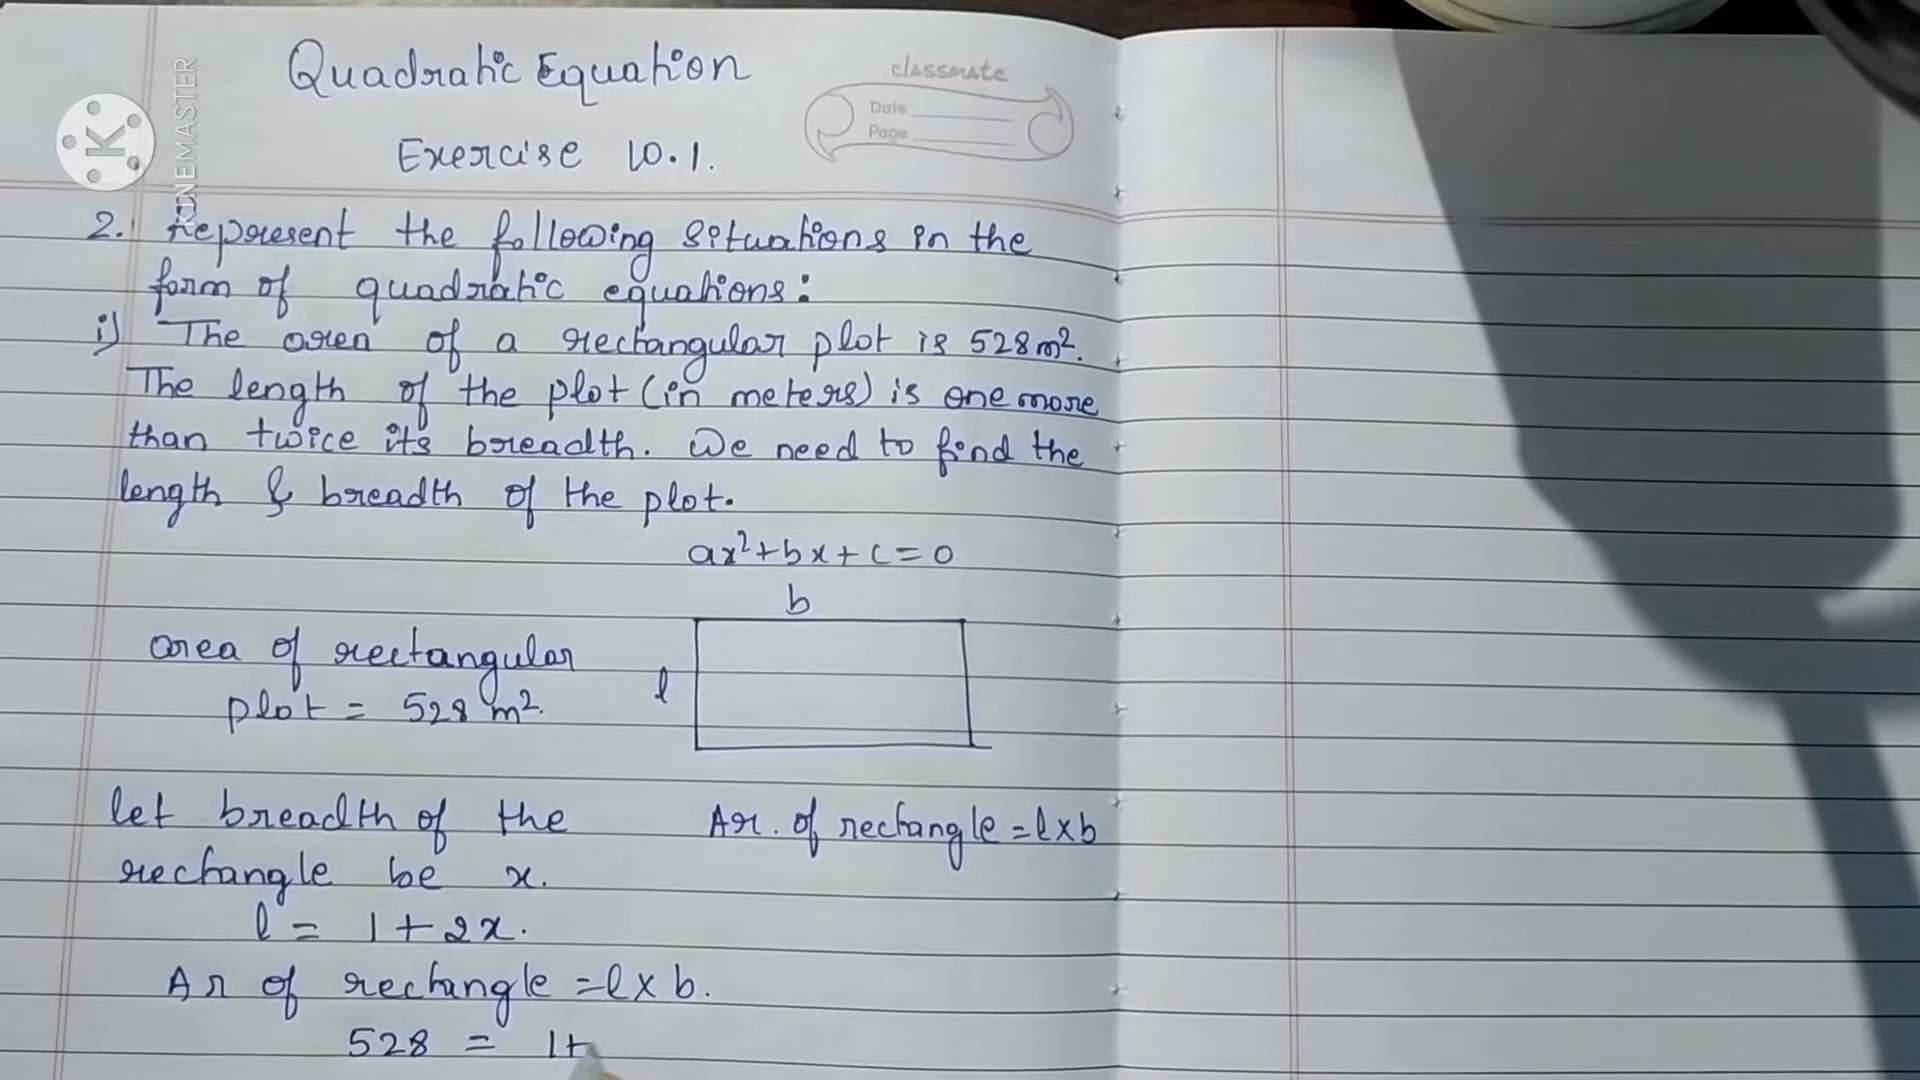 Quadratic Equation
classmate
Date
Page
Exercise 10.1.
KINEMASTER
2. Represent the following situations in the
form of quadratic equations:
i) The area of a rectangular plot is 528m².
The length of the plot (in meters) is one more
than twice its breadth. We need to find the
length & breadth of the plot.
ax²+bx+c=0
b
area of rectangular
l
plot = 528 m².
let breadth of the
Ar. of rectangle = l×b
rectangle be x.
l = 1+2x.
Ar of rectangle = l×b.
528 = 1+